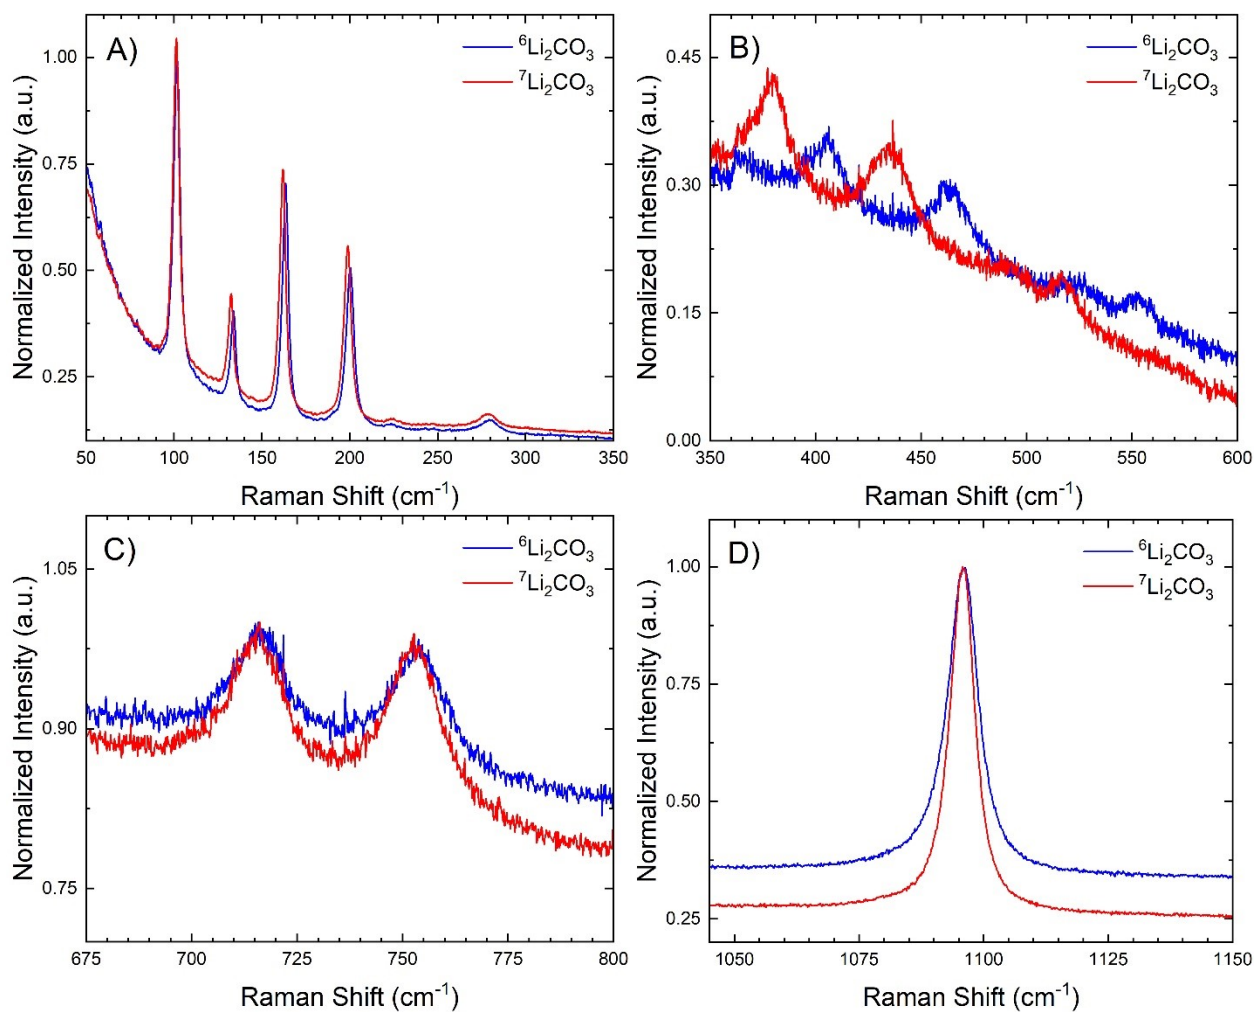 A)
⁶Li₂CO₃
⁷Li₂CO₃
Normalized Intensity (a.u.)
1.00
0.75
0.50
0.25
50 100 150 200 250 300 350
Raman Shift (cm⁻¹)
B)
⁶Li₂CO₃
⁷Li₂CO₃
Normalized Intensity (a.u.)
0.45
0.30
0.15
0.00
350 400 450 500 550 600
Raman Shift (cm⁻¹)
C)
⁶Li₂CO₃
⁷Li₂CO₃
Normalized Intensity (a.u.)
1.05
0.90
0.75
675 700 725 750 775 800
Raman Shift (cm⁻¹)
D)
⁶Li₂CO₃
⁷Li₂CO₃
Normalized Intensity (a.u.)
1.00
0.75
0.50
0.25
1050 1075 1100 1125 1150
Raman Shift (cm⁻¹)